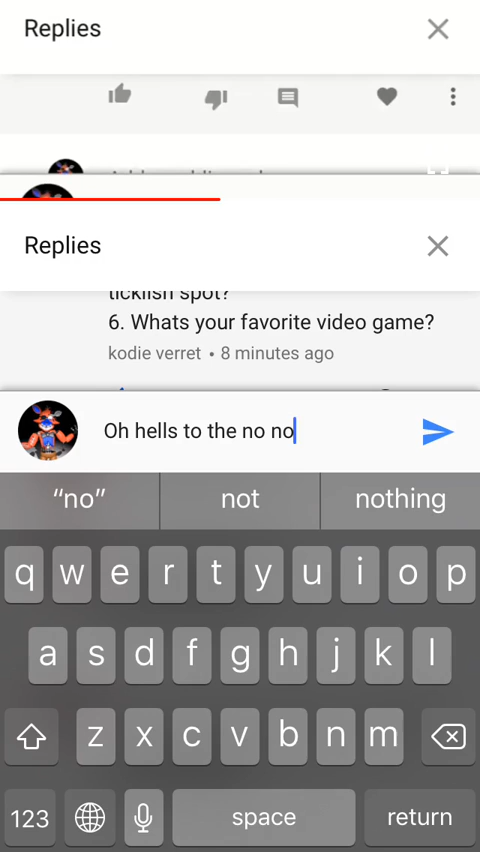 Replies
Replies
ticklish spot?
6. Whats your favorite video game?
kodie verret • 8 minutes ago
Oh hells to the no no
“no” not nothing
q w e r t y u i o p
a s d f g h j k l
z x c v b n m
123 space return